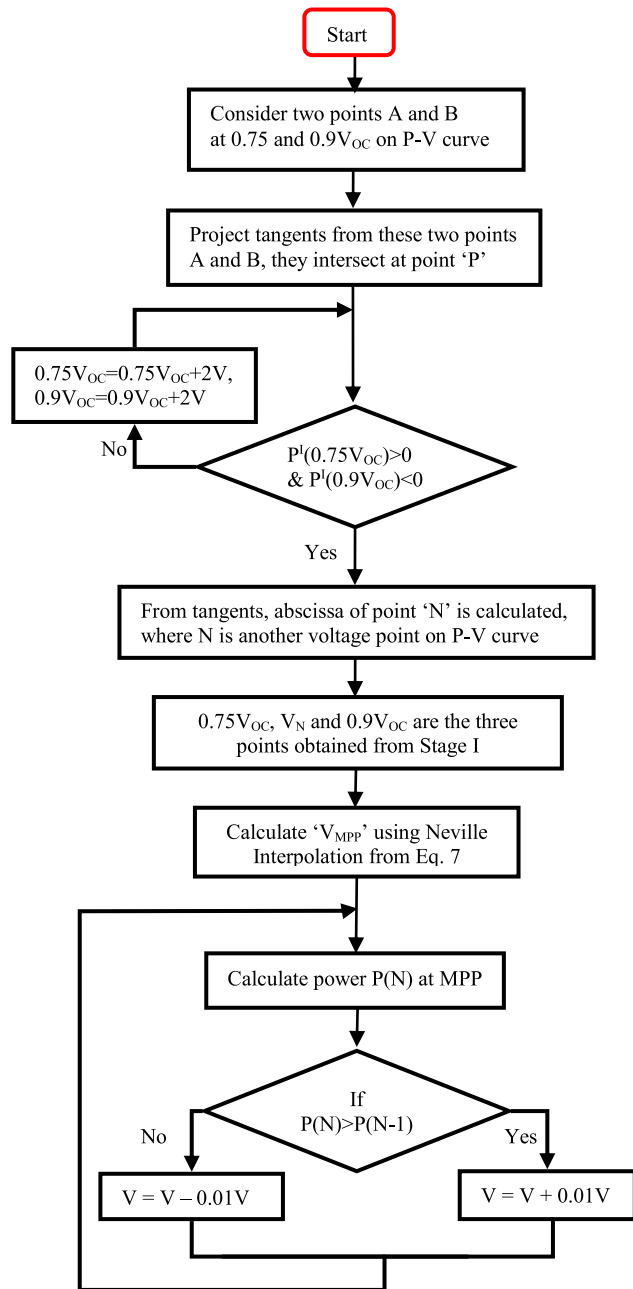 Start
Consider two points A and B
at 0.75 and 0.9V_OC on P-V curve
Project tangents from these two points
A and B, they intersect at point ‘P’
0.75V_OC=0.75V_OC+2V,
0.9V_OC=0.9V_OC+2V
No
P^I(0.75V_OC)>0
& P^I(0.9V_OC)<0
Yes
From tangents, abscissa of point ‘N’ is calculated,
where N is another voltage point on P-V curve
0.75V_OC, V_N and 0.9V_OC are the three
points obtained from Stage I
Calculate ‘V_MPP’ using Neville
Interpolation from Eq. 7
Calculate power P(N) at MPP
If
P(N)>P(N-1)
No
Yes
V = V – 0.01V
V = V + 0.01V